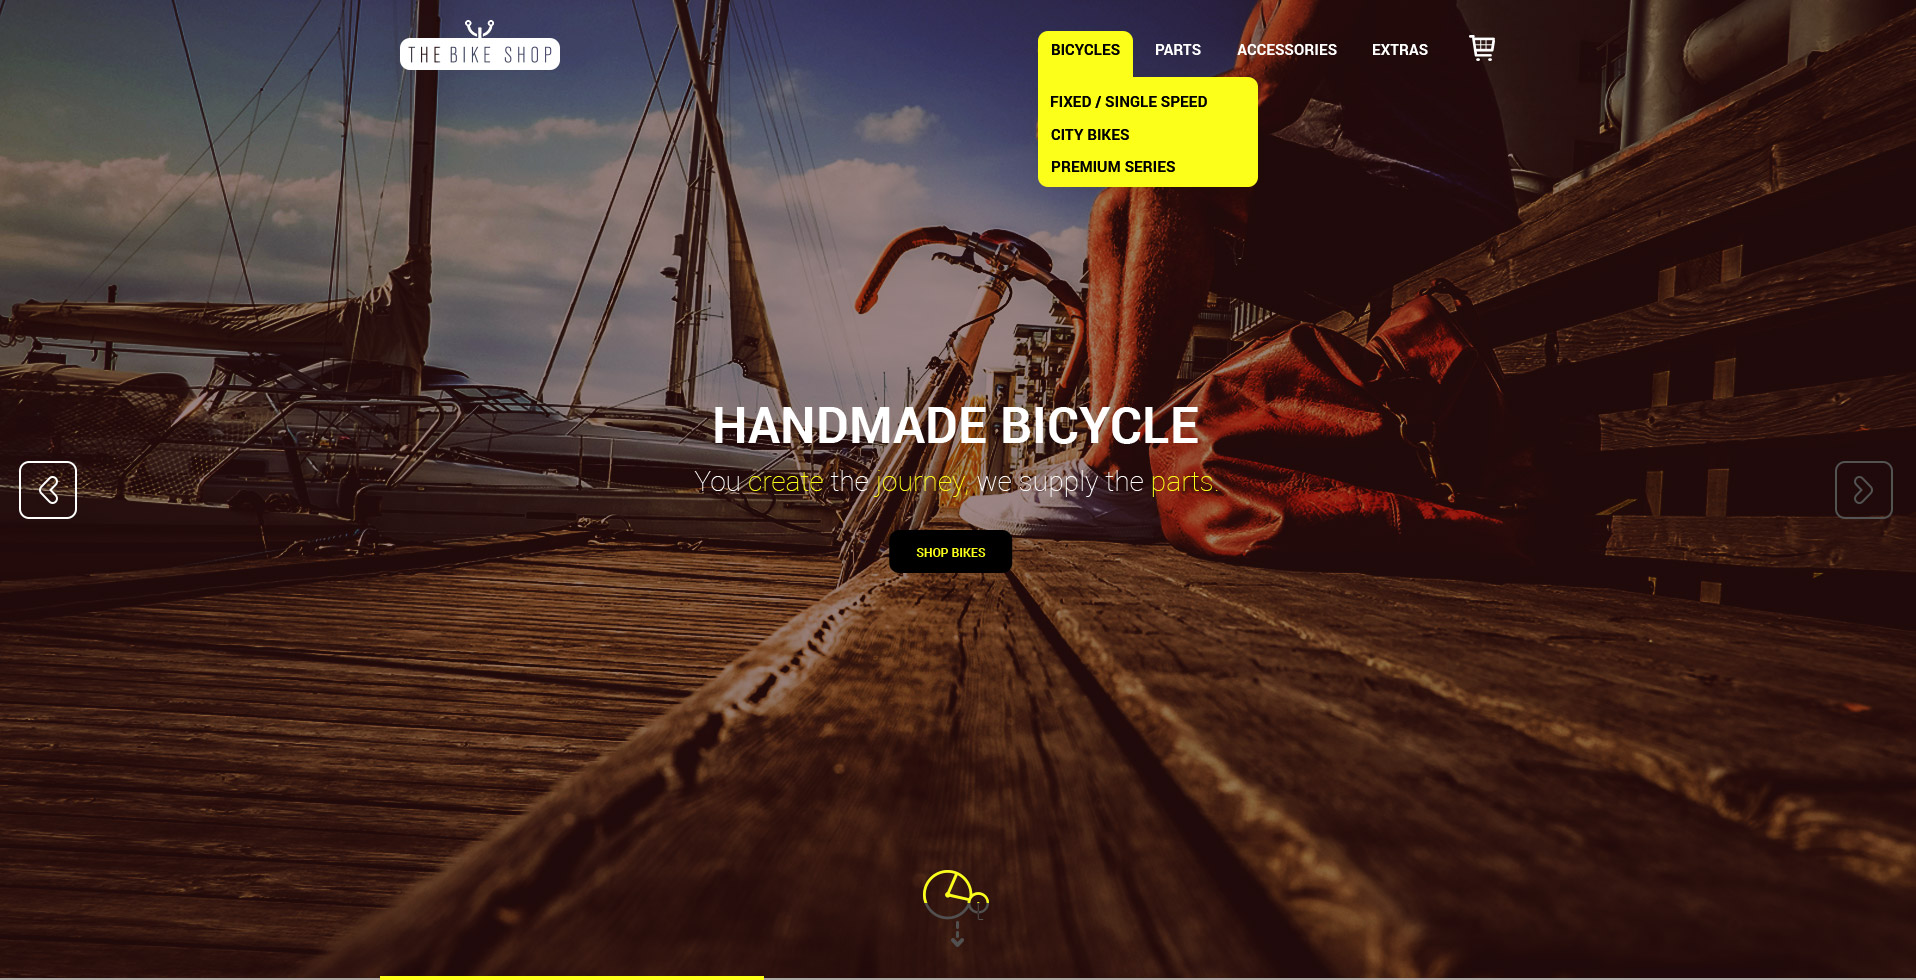 THE BIKE SHOP
BICYCLES
PARTS
ACCESSORIES
EXTRAS
FIXED / SINGLE SPEED
CITY BIKES
PREMIUM SERIES
HANDMADE BICYCLE
You create the journey, we supply the parts.
SHOP BIKES